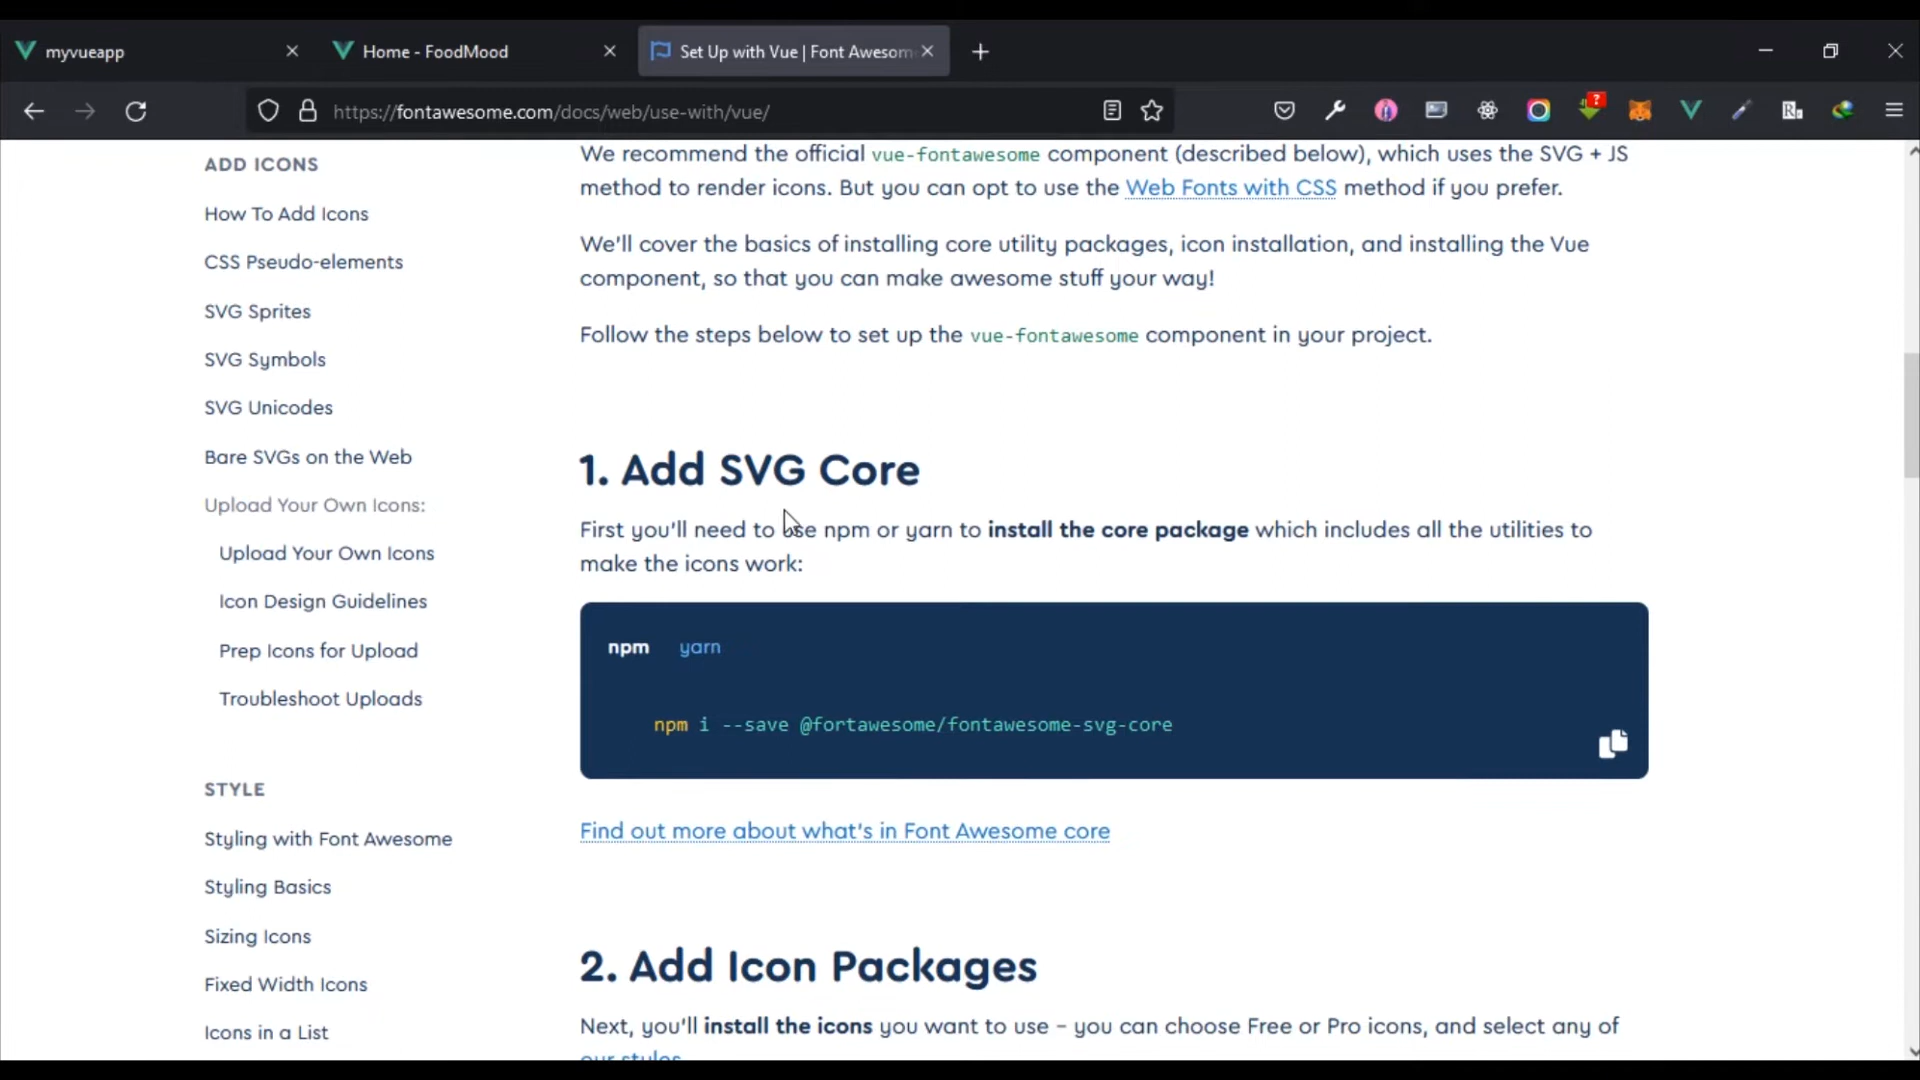 myvueapp
Home - FoodMood
Set Up with Vue | Font Awesom
https://fontawesome.com/docs/web/use-with/vue/
ADD ICONS
How To Add Icons
CSS Pseudo-elements
SVG Sprites
SVG Symbols
SVG Unicodes
Bare SVGs on the Web
Upload Your Own Icons:
Upload Your Own Icons
Icon Design Guidelines
Prep Icons for Upload
Troubleshoot Uploads
STYLE
Styling with Font Awesome
Styling Basics
Sizing Icons
Fixed Width Icons
Icons in a List
We recommend the official vue-fontawesome component (described below), which uses the SVG + JS
method to render icons. But you can opt to use the Web Fonts with CSS method if you prefer.
We'll cover the basics of installing core utility packages, icon installation, and installing the Vue
component, so that you can make awesome stuff your way!
Follow the steps below to set up the vue-fontawesome component in your project.
1. Add SVG Core
First you'll need to use npm or yarn to install the core package which includes all the utilities to
make the icons work:
npm yarn
npm i --save @fortawesome/fontawesome-svg-core
Find out more about what's in Font Awesome core
2. Add Icon Packages
Next, you'll install the icons you want to use – you can choose Free or Pro icons, and select any of
our styles